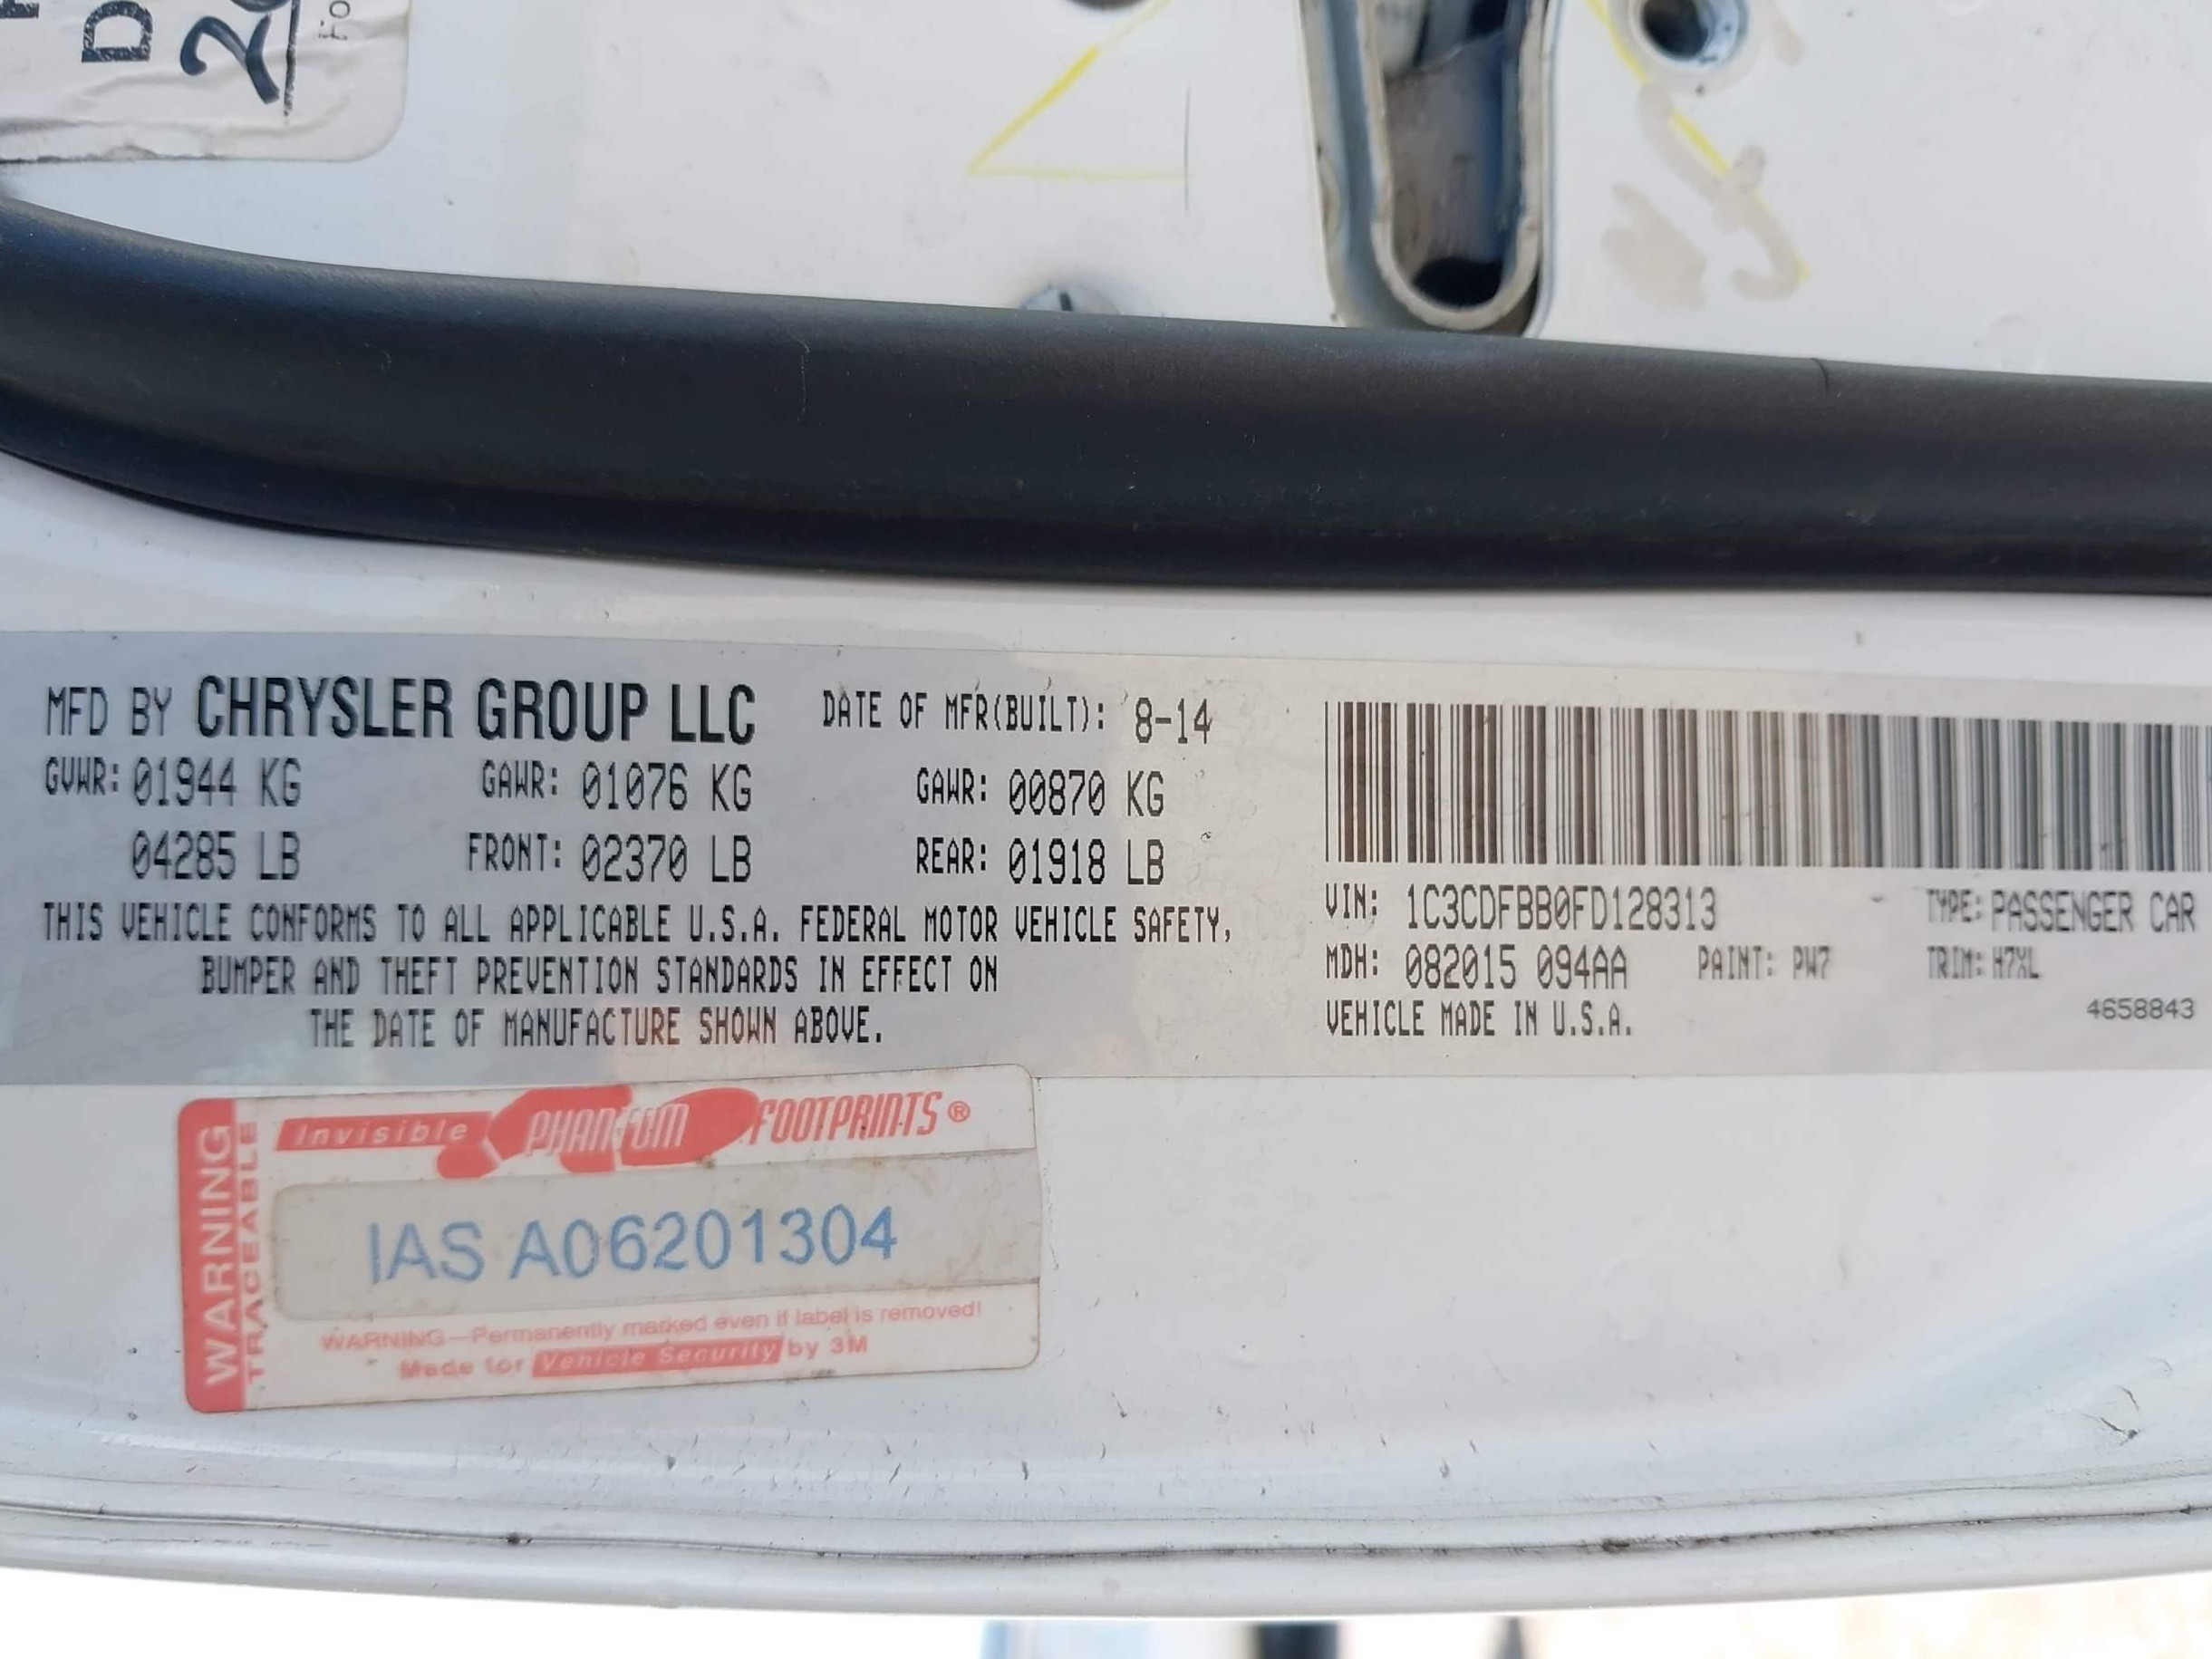 D
20
Fo
MFD BY CHRYSLER GROUP LLC DATE OF MFR(BUILT): 8-14
GVWR: 01944 KG GAWR: 01076 KG GAWR: 00870 KG
04285 LB FRONT: 02370 LB REAR: 01918 LB
THIS VEHICLE CONFORMS TO ALL APPLICABLE U.S.A. FEDERAL MOTOR VEHICLE SAFETY,
BUMPER AND THEFT PREVENTION STANDARDS IN EFFECT ON
THE DATE OF MANUFACTURE SHOWN ABOVE.
VIN: 1C3CDFBB0FD128313 TYPE: PASSENGER CAR
MDH: 082015 094AA PAINT: PW7 TRIM: H7XL
VEHICLE MADE IN U.S.A.
4658843
WARNING
TRACEABLE
Invisible PHANTOM FOOTPRINTS®
IAS A06201304
WARNING—Permanently marked even if label is removed!
Made for Vehicle Security by 3M